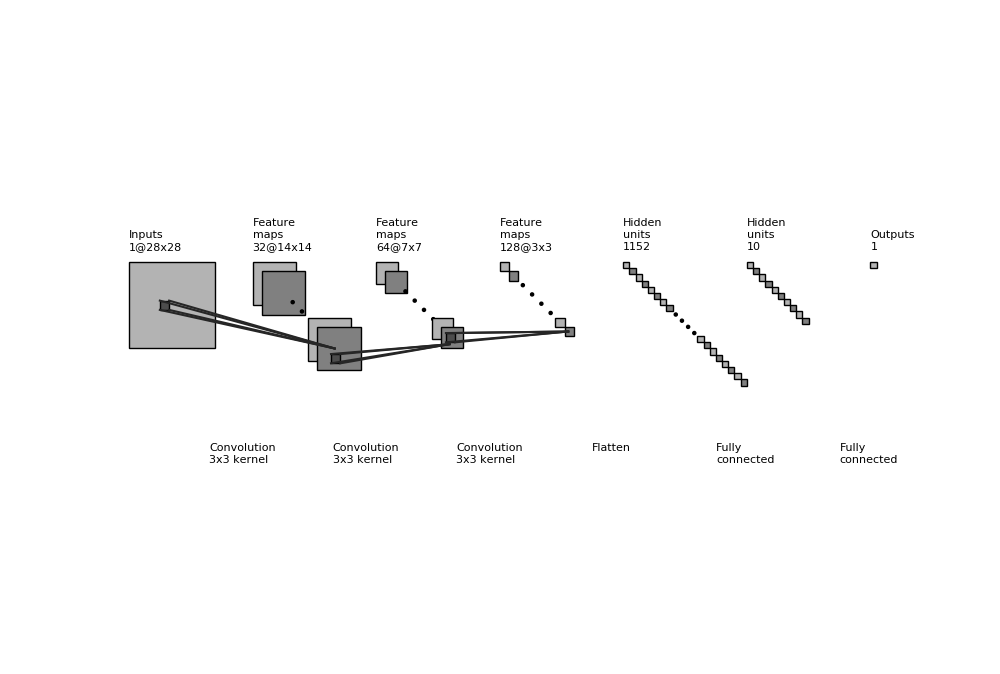 Inputs
1@28x28
Feature
maps
32@14x14
Feature
maps
64@7x7
Feature
maps
128@3x3
Hidden
units
1152
Hidden
units
10
Outputs
1
Convolution
3x3 kernel
Convolution
3x3 kernel
Convolution
3x3 kernel
Flatten
Fully
connected
Fully
connected